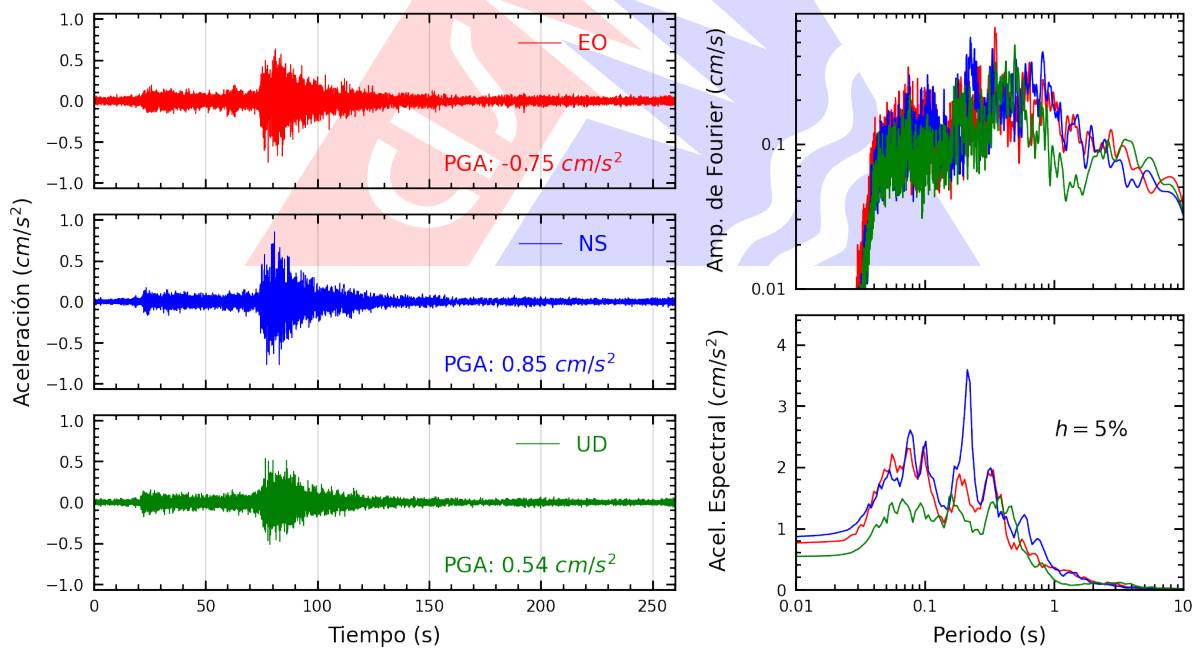 Aceleración (cm/s²)
1.0
0.5
0.0
−0.5
−1.0
EO
PGA: -0.75 cm/s²
1.0
0.5
0.0
−0.5
−1.0
NS
PGA: 0.85 cm/s²
1.0
0.5
0.0
−0.5
−1.0
UD
PGA: 0.54 cm/s²
0 50 100 150 200 250
Tiempo (s)
Amp. de Fourier (cm/s)
0.1
0.01
Acel. Espectral (cm/s²)
4
3
2
1
0
h = 5%
0.01 0.1 1 10
Periodo (s)